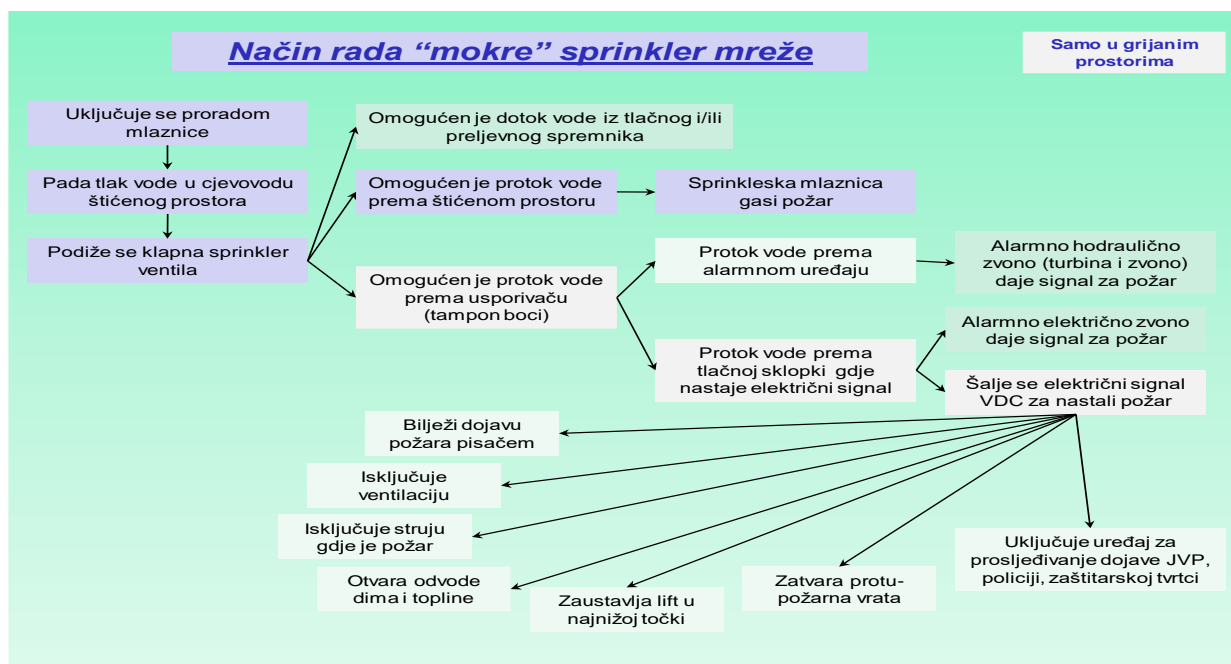 Način rada “mokre” sprinkler mreže
Samo u grijanim
prostorima
Uključuje se proradom
mlaznice
Pada tlak vode u cjevovodu
štićenog prostora
Podiže se klapna sprinkler
ventila
Omogućen je dotok vode iz tlačnog i/ili
preljevnog spremnika
Omogućen je protok vode
prema štićenom prostoru
Sprinkleska mlaznica
gasi požar
Omogućen je protok vode
prema usporivaču
(tampon boci)
Protok vode prema
alarmnom uređaju
Alarmno hodraulično
zvono (turbina i zvono)
daje signal za požar
Protok vode prema
tlačnoj sklopki gdje
nastaje električni signal
Alarmno električno zvono
daje signal za požar
Šalje se električni signal
VDC za nastali požar
Bilježi dojavu
požara pisačem
Isključuje
ventilaciju
Isključuje struju
gdje je požar
Otvara odvode
dima i topline
Zaustavlja lift u
najnižoj točki
Zatvara protu-
požarna vrata
Uključuje uređaj za
prosljeđivanje dojave JVP,
policiji, zaštitarskoj tvrtci